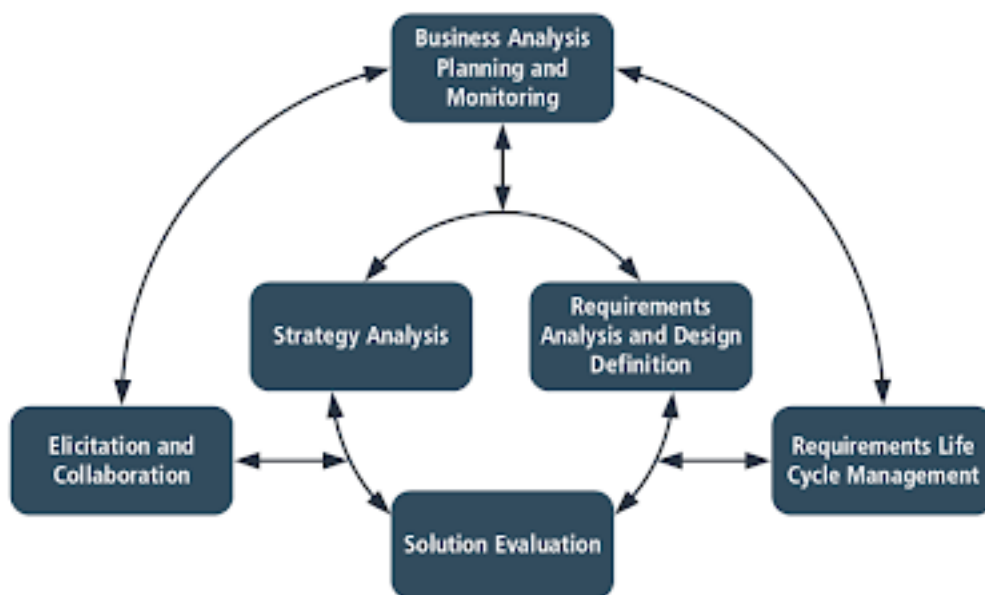 Business Analysis
Planning and
Monitoring
Strategy Analysis
Requirements
Analysis and Design
Definition
Elicitation and
Collaboration
Requirements Life
Cycle Management
Solution Evaluation